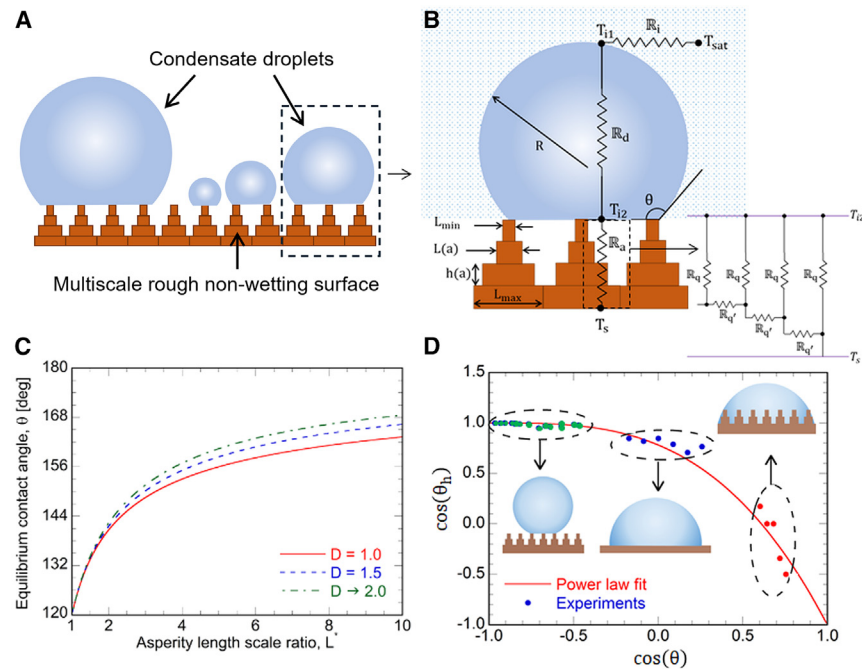 A
Condensate droplets
Multiscale rough non-wetting surface
B
T_i1
ℝ_i
T_sat
R
ℝ_d
θ
T_i2
L_min
ℝ_a
L(a)
h(a)
L_max
T_s
T_i2
ℝ_q ℝ_q ℝ_q ℝ_q
ℝ_q'
ℝ_q'
ℝ_q'
T_s
C
180
168
156
144
132
120
Equilibrium contact angle, θ [deg]
D = 1.0
D = 1.5
D → 2.0
1 2 4 6 8 10
Asperity length scale ratio, L*
D
1.5
1.0
0.5
0.0
-0.5
-1.0
cos(θ_h)
Power law fit
Experiments
-1.0 -0.5 0.0 0.5 1.0
cos(θ)